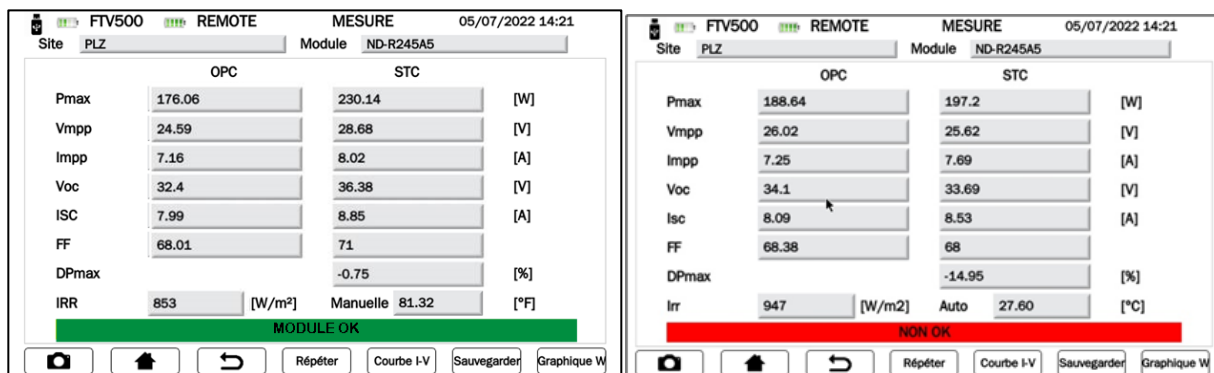 FTV500 REMOTE MESURE 05/07/2022 14:21
Site PLZ Module ND-R245A5
OPC STC
Pmax 176.06 230.14 [W]
Vmpp 24.59 28.68 [V]
Impp 7.16 8.02 [A]
Voc 32.4 36.38 [V]
ISC 7.99 8.85 [A]
FF 68.01 71
DPmax -0.75 [%]
IRR 853 [W/m²] Manuelle 81.32 [°F]
MODULE OK
Répéter Courbe I-V Sauvegarder Graphique W
FTV500 REMOTE MESURE 05/07/2022 14:21
Site PLZ Module ND-R245A5
OPC STC
Pmax 188.64 197.2 [W]
Vmpp 26.02 25.62 [V]
Impp 7.25 7.69 [A]
Voc 34.1 33.69 [V]
Isc 8.09 8.53 [A]
FF 68.38 68
DPmax -14.95 [%]
Irr 947 [W/m2] Auto 27.60 [°C]
NON OK
Répéter Courbe I-V Sauvegarder Graphique W